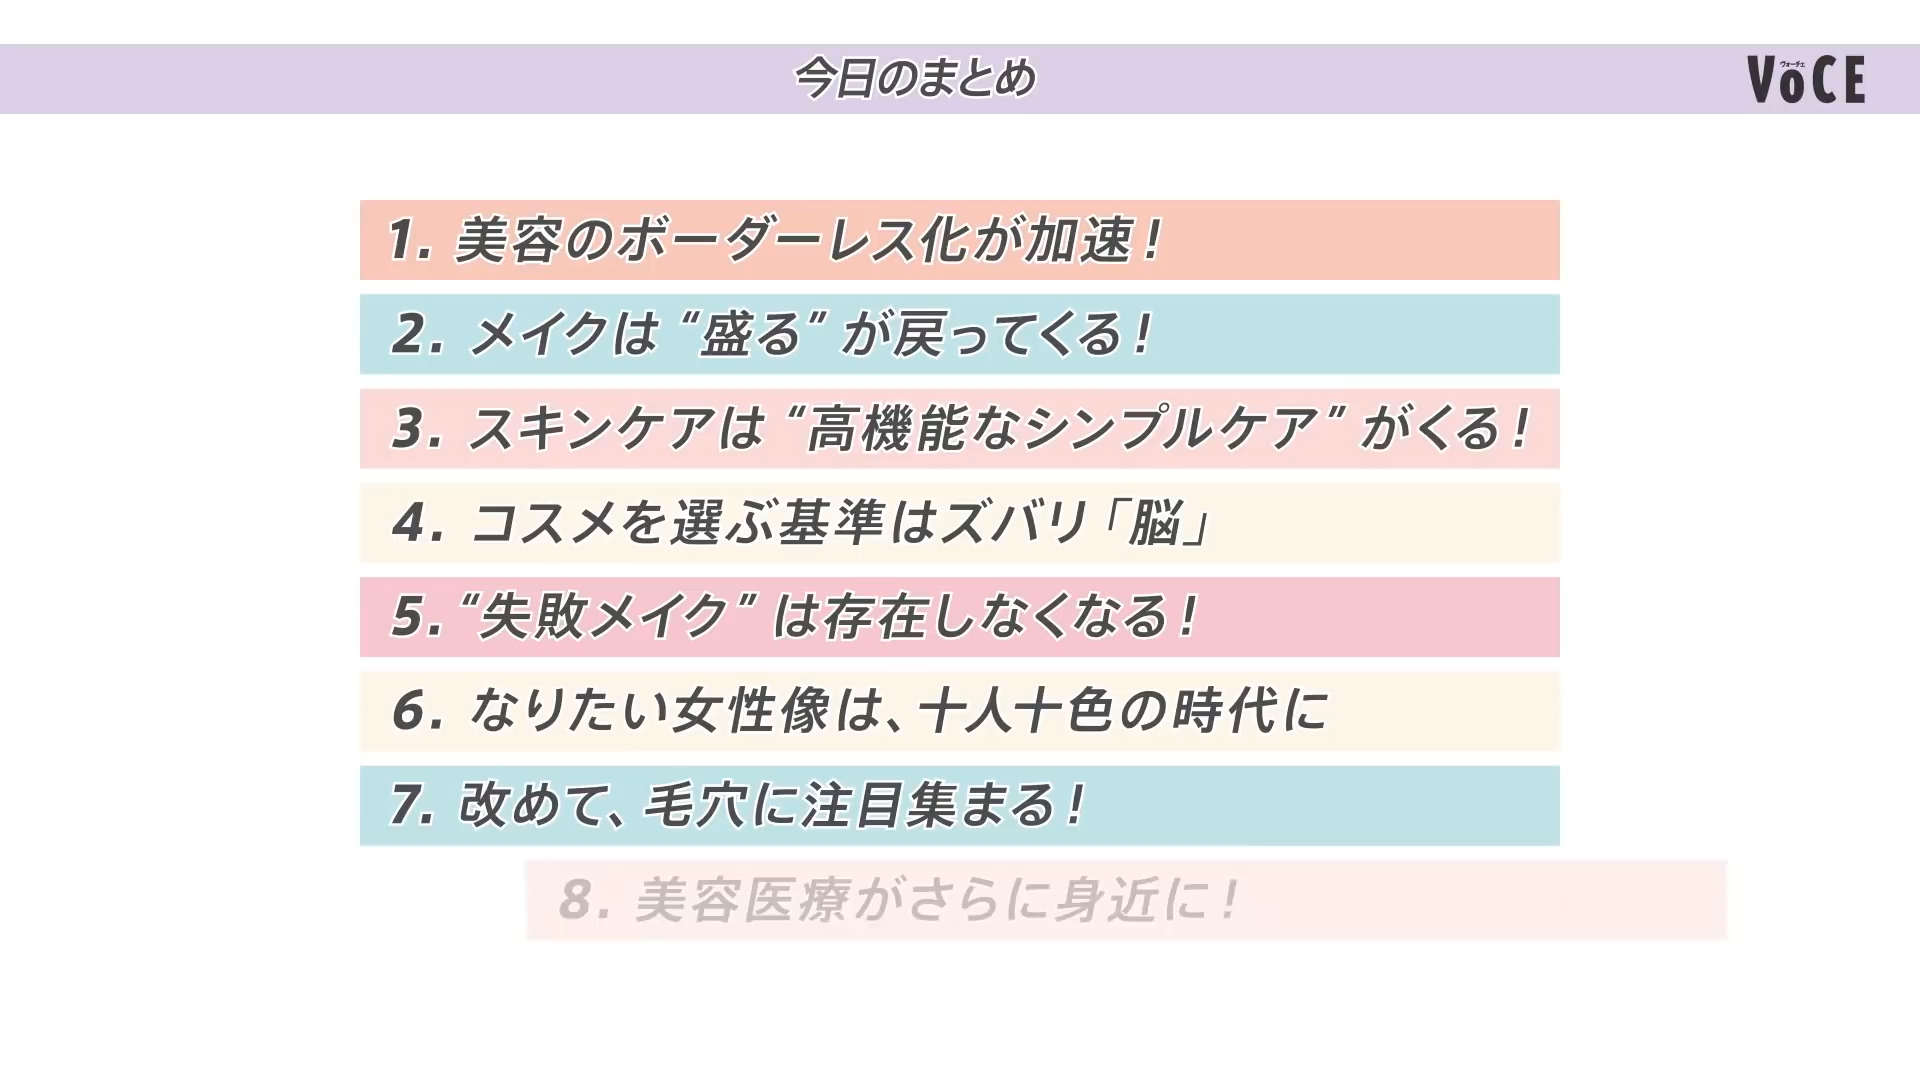 今日のまとめ
VoCE
ヴォーチェ
1. 美容のボーダーレス化が加速！
2. メイクは“盛る”が戻ってくる！
3. スキンケアは“高機能なシンプルケア”がくる！
4. コスメを選ぶ基準はズバリ「脳」
5. “失敗メイク”は存在しなくなる！
6. なりたい女性像は、十人十色の時代に
7. 改めて、毛穴に注目集まる！
8. 美容医療がさらに身近に！